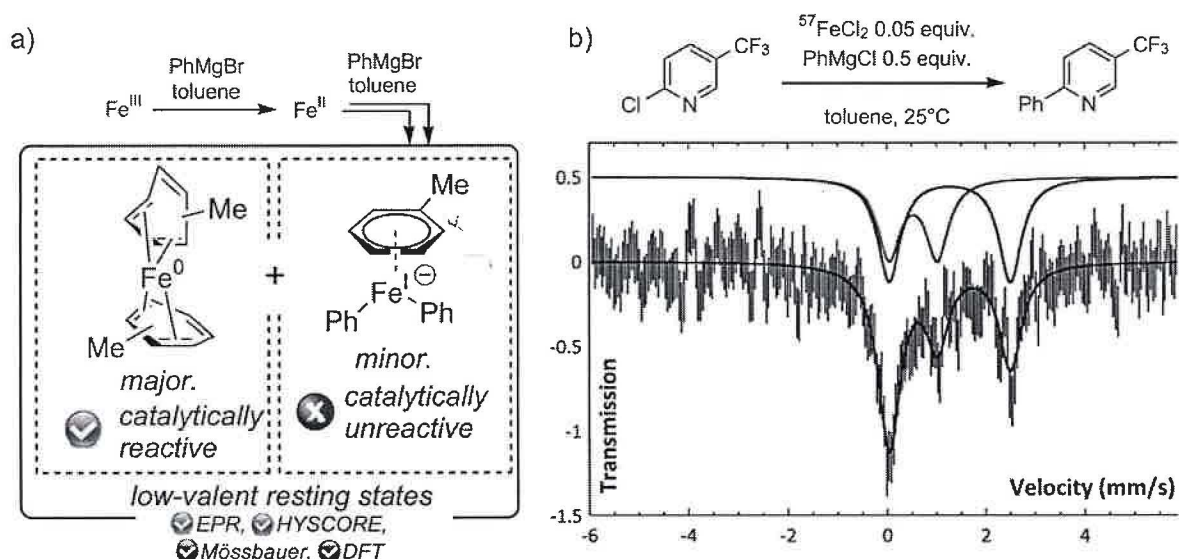 a)
PhMgBr
toluene
PhMgBr
toluene
Fe^III
Fe^II
Me
Fe^0
Me
+
Me
Fe^I
⊖
Ph
Ph
major.
catalytically
reactive
minor.
catalytically
unreactive
low-valent resting states
EPR, HYSCORE,
Mössbauer, DFT
b)
CF3
Cl
N
57FeCl2 0.05 equiv.
PhMgCl 0.5 equiv.
toluene, 25°C
CF3
Ph
N
0.5
0
-0.5
-1
-1.5
Transmission
Velocity (mm/s)
-6
-4
-2
0
2
4